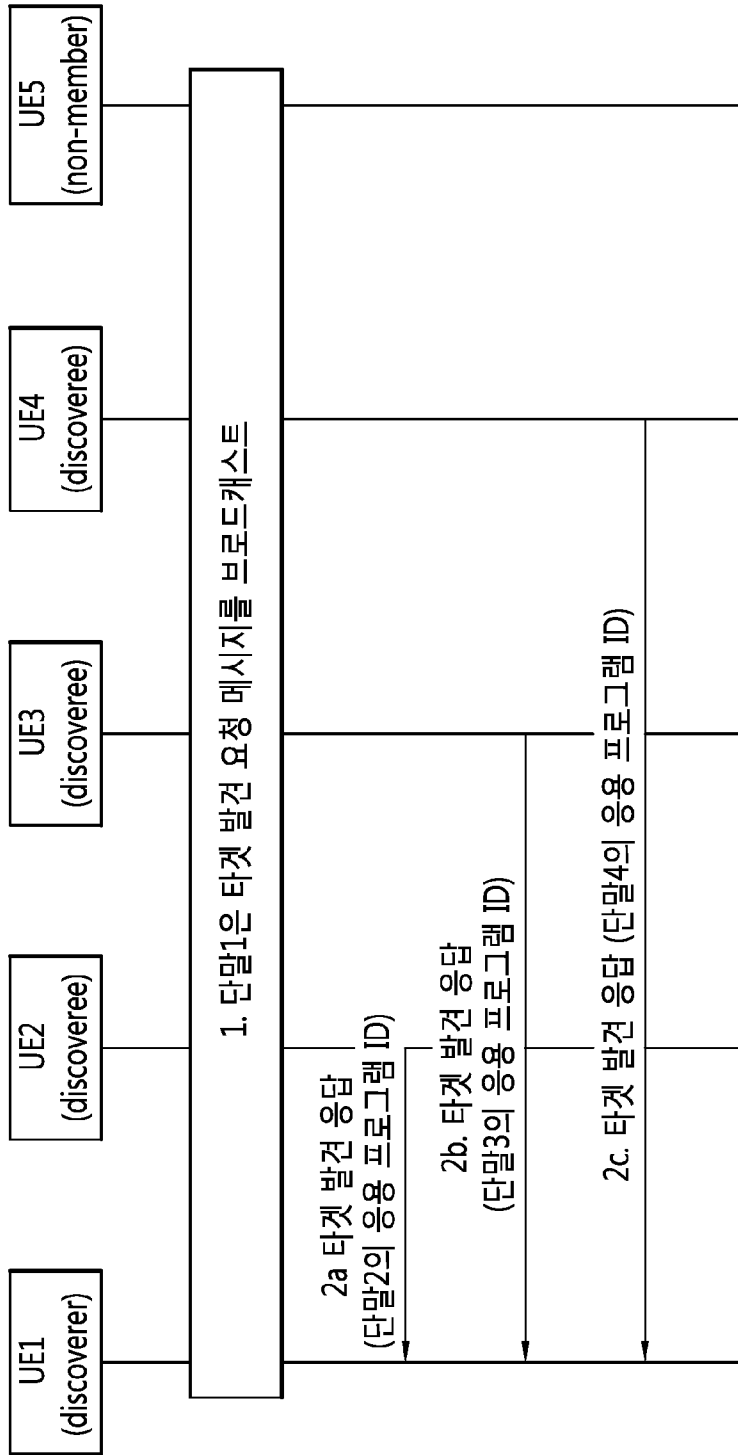 UE1
(discoverer)
UE2
(discoveree)
UE3
(discoveree)
UE4
(discoveree)
UE5
(non-member)
1. 단말1은 타겟 발견 요청 메시지를 브로드캐스트
2a 타겟 발견 응답
(단말2의 응용 프로그램 ID)
2b. 타겟 발견 응답
(단말3의 응용 프로그램 ID)
2c. 타겟 발견 응답 (단말4의 응용 프로그램 ID)